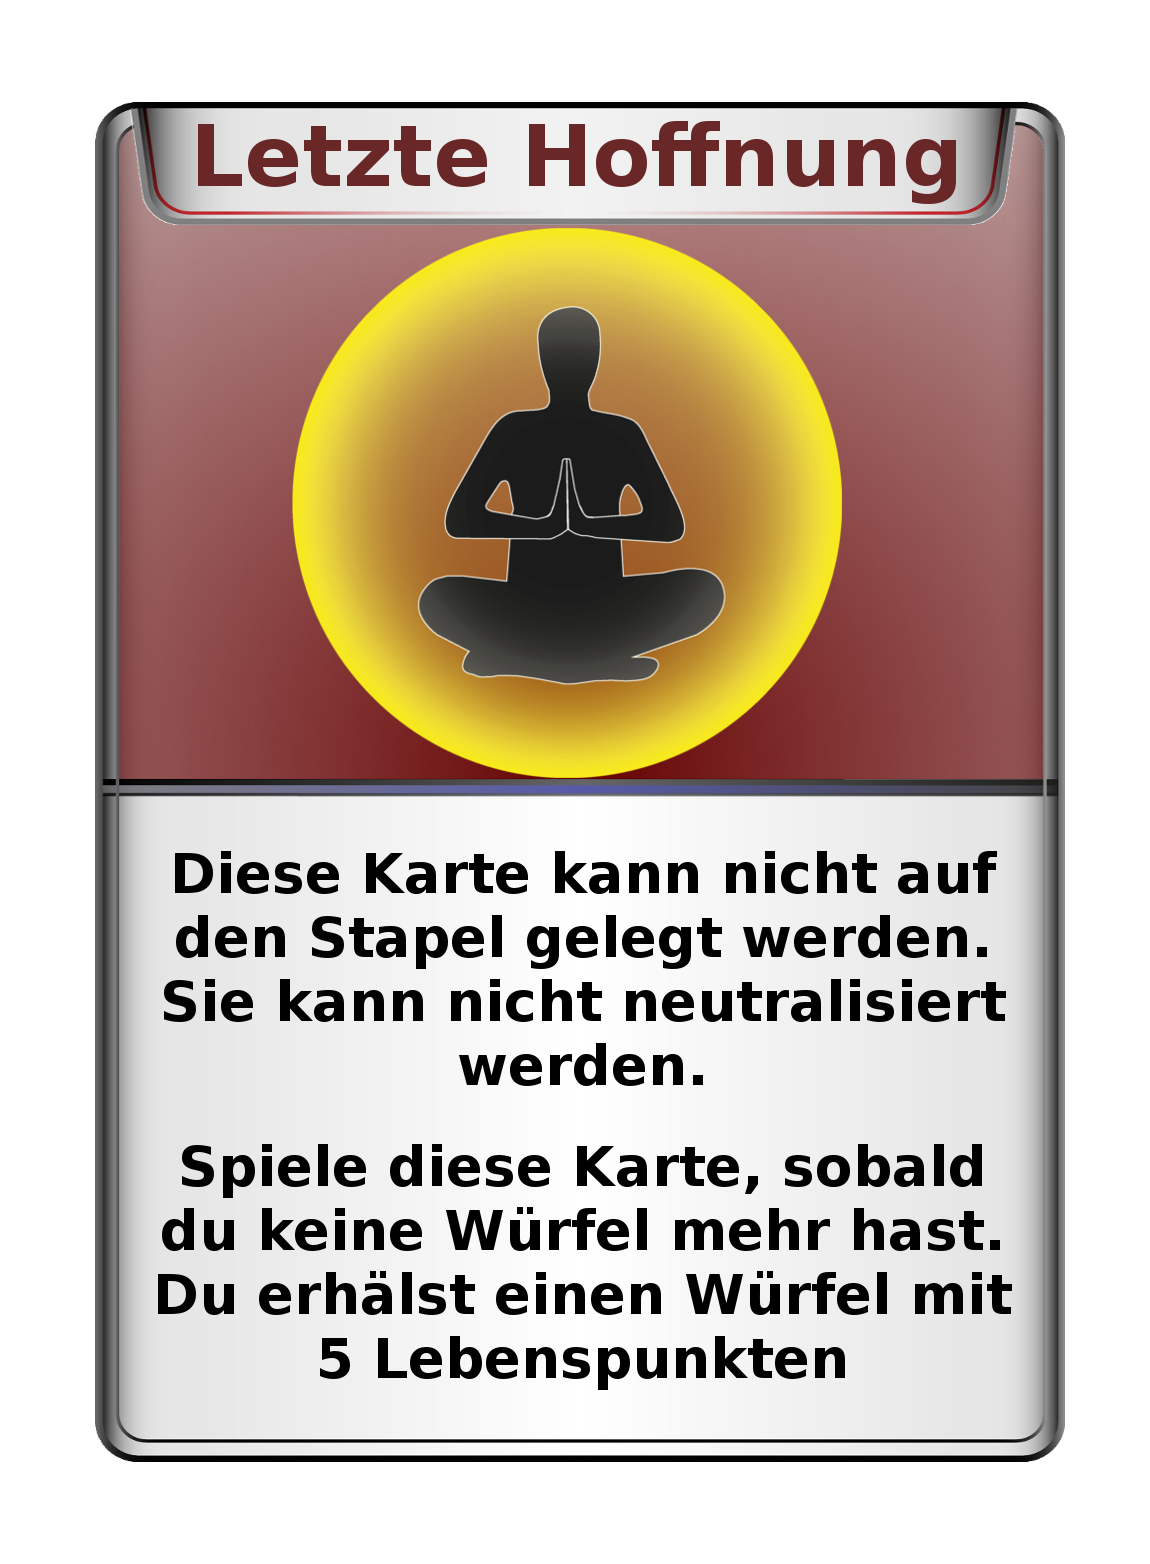 Letzte Hoffnung
Diese Karte kann nicht auf
den Stapel gelegt werden.
Sie kann nicht neutralisiert
werden.
Spiele diese Karte, sobald
du keine Würfel mehr hast.
Du erhälst einen Würfel mit
5 Lebenspunkten